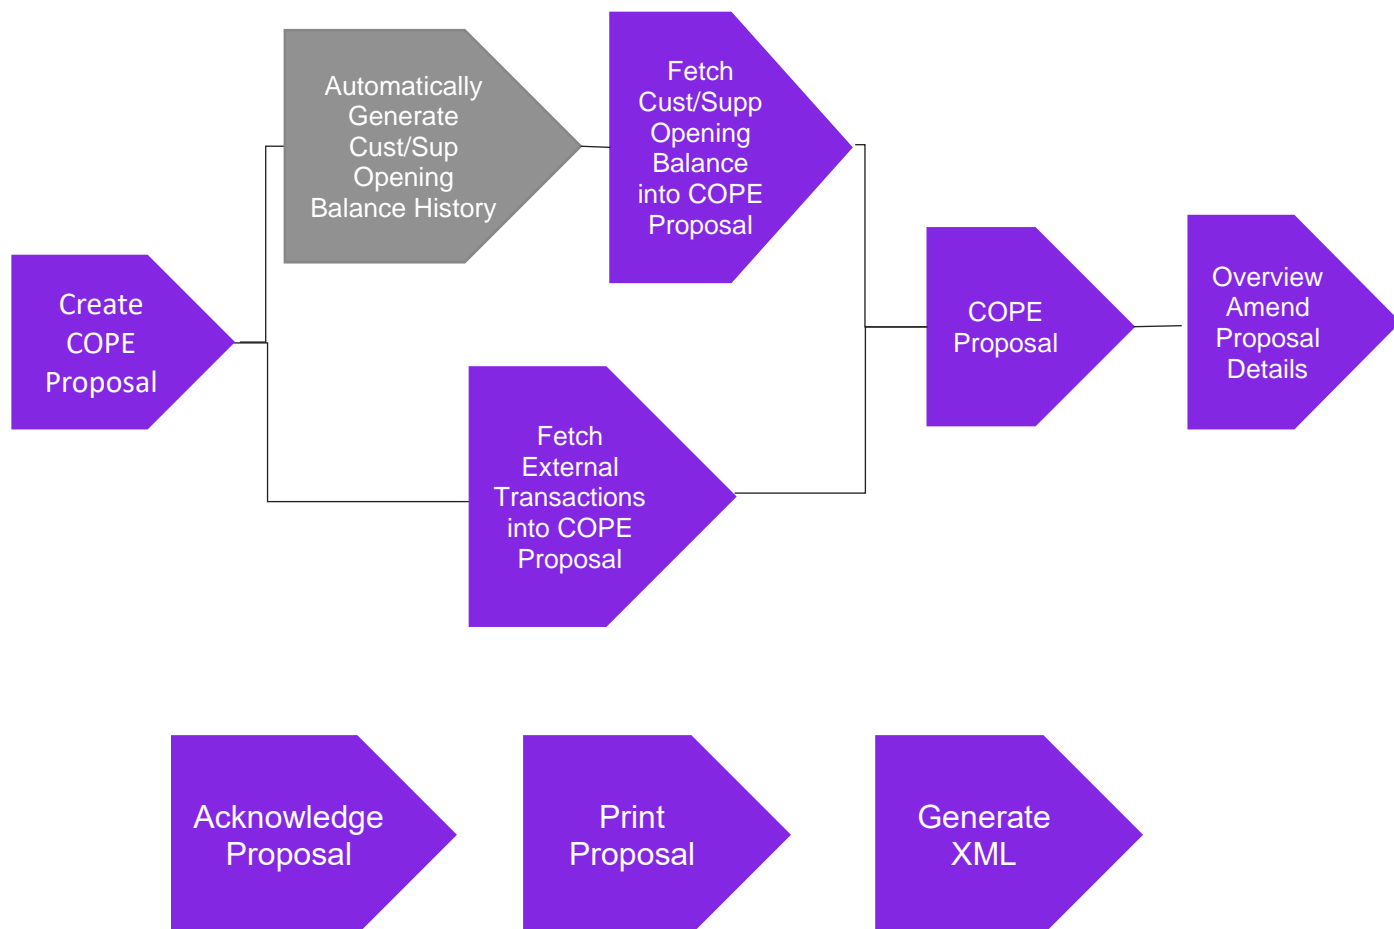 Create
COPE
Proposal
Automatically
Generate
Cust/Sup
Opening
Balance History
Fetch
Cust/Supp
Opening
Balance
into COPE
Proposal
Fetch
External
Transactions
into COPE
Proposal
COPE
Proposal
Overview
Amend
Proposal
Details
Acknowledge
Proposal
Print
Proposal
Generate
XML